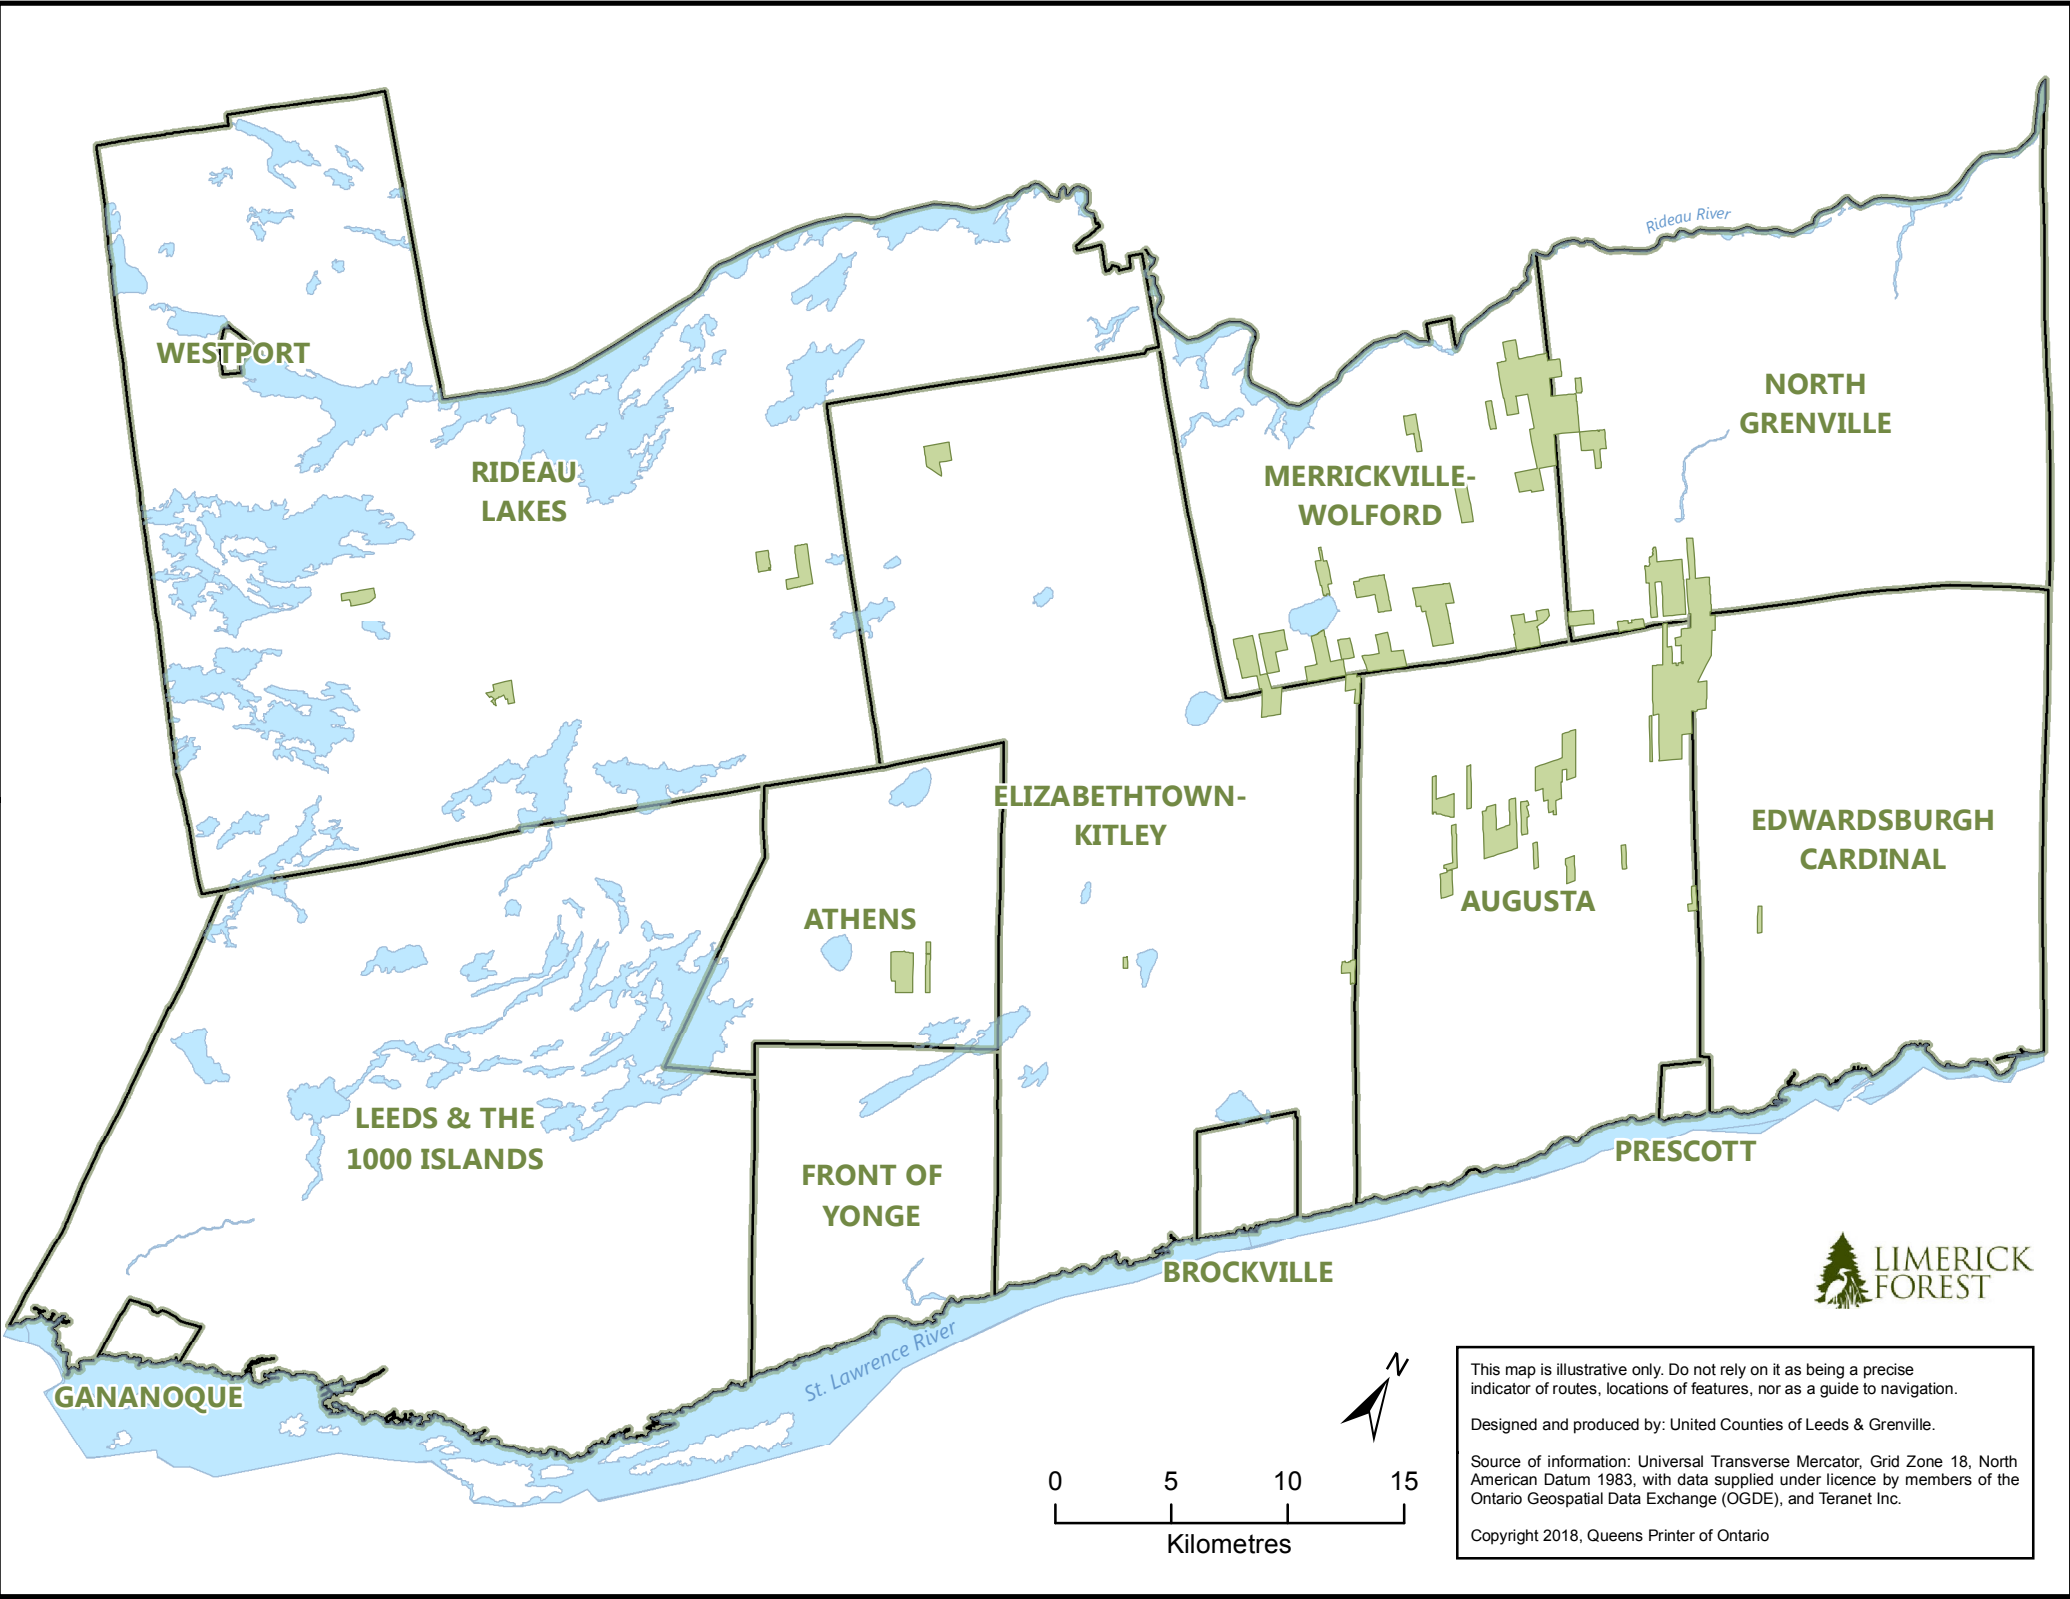 Rideau River
WESTPORT
NORTH
GRENVILLE
RIDEAU
LAKES
MERRICKVILLE-
WOLFORD
ELIZABETHTOWN-
KITLEY
EDWARDSBURGH
CARDINAL
AUGUSTA
ATHENS
LEEDS & THE
1000 ISLANDS
FRONT OF
YONGE
PRESCOTT
BROCKVILLE
St. Lawrence River
GANANOQUE
LIMERICK
FOREST
N
0 5 10 15
Kilometres
This map is illustrative only. Do not rely on it as being a precise
indicator of routes, locations of features, nor as a guide to navigation.
Designed and produced by: United Counties of Leeds & Grenville.
Source of information: Universal Transverse Mercator, Grid Zone 18, North
American Datum 1983, with data supplied under licence by members of the
Ontario Geospatial Data Exchange (OGDE), and Teranet Inc.
Copyright 2018, Queens Printer of Ontario